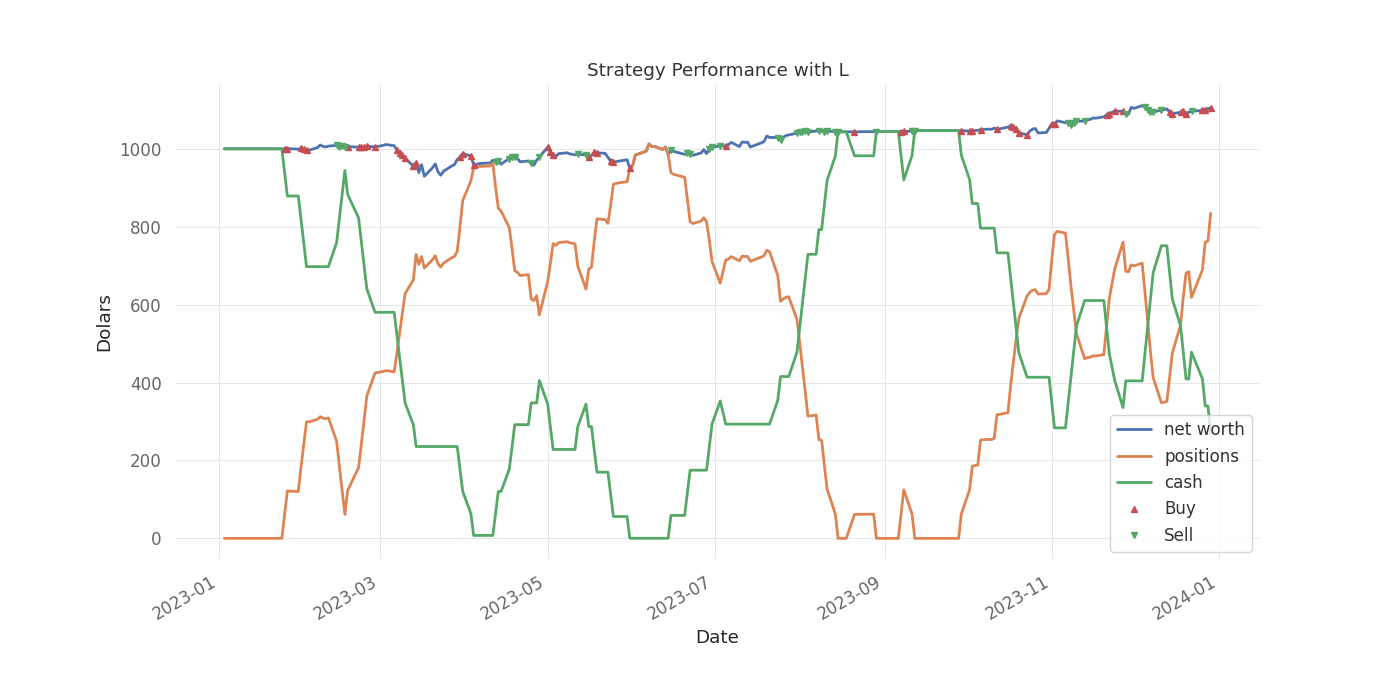 Strategy Performance with L
Dolars
1000
800
600
400
200
0
net worth
positions
cash
Buy
Sell
2023-01
2023-03
2023-05
2023-07
2023-09
2023-11
2024-01
Date